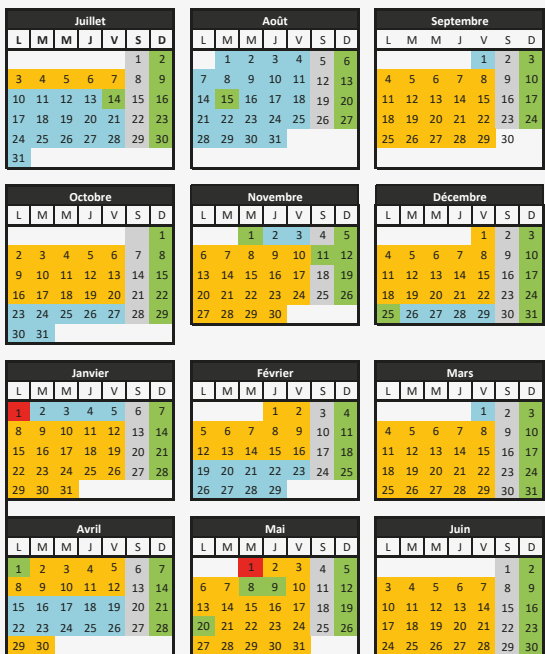 Juillet
L M M J V S D
1 2
3 4 5 6 7 8 9
10 11 12 13 14 15 16
17 18 19 20 21 22 23
24 25 26 27 28 29 30
31
Août
L M M J V S D
1 2 3 4 5 6
7 8 9 10 11 12 13
14 15 16 17 18 19 20
21 22 23 24 25 26 27
28 29 30 31
Septembre
L M M J V S D
1 2 3
4 5 6 7 8 9 10
11 12 13 14 15 16 17
18 19 20 21 22 23 24
25 26 27 28 29 30
Octobre
L M M J V S D
1
2 3 4 5 6 7 8
9 10 11 12 13 14 15
16 17 18 19 20 21 22
23 24 25 26 27 28 29
30 31
Novembre
L M M J V S D
1 2 3 4 5
6 7 8 9 10 11 12
13 14 15 16 17 18 19
20 21 22 23 24 25 26
27 28 29 30
Décembre
L M M J V S D
1 2 3
4 5 6 7 8 9 10
11 12 13 14 15 16 17
18 19 20 21 22 23 24
25 26 27 28 29 30 31
Janvier
L M M J V S D
1 2 3 4 5 6 7
8 9 10 11 12 13 14
15 16 17 18 19 20 21
22 23 24 25 26 27 28
29 30 31
Février
L M M J V S D
1 2 3 4
5 6 7 8 9 10 11
12 13 14 15 16 17 18
19 20 21 22 23 24 25
26 27 28 29
Mars
L M M J V S D
1 2 3
4 5 6 7 8 9 10
11 12 13 14 15 16 17
18 19 20 21 22 23 24
25 26 27 28 29 30 31
Avril
L M M J V S D
1 2 3 4 5 6 7
8 9 10 11 12 13 14
15 16 17 18 19 20 21
22 23 24 25 26 27 28
29 30
Mai
L M M J V S D
1 2 3 4 5
6 7 8 9 10 11 12
13 14 15 16 17 18 19
20 21 22 23 24 25 26
27 28 29 30 31
Juin
L M M J V S D
1 2
3 4 5 6 7 8 9
10 11 12 13 14 15 16
17 18 19 20 21 22 23
24 25 26 27 28 29 30